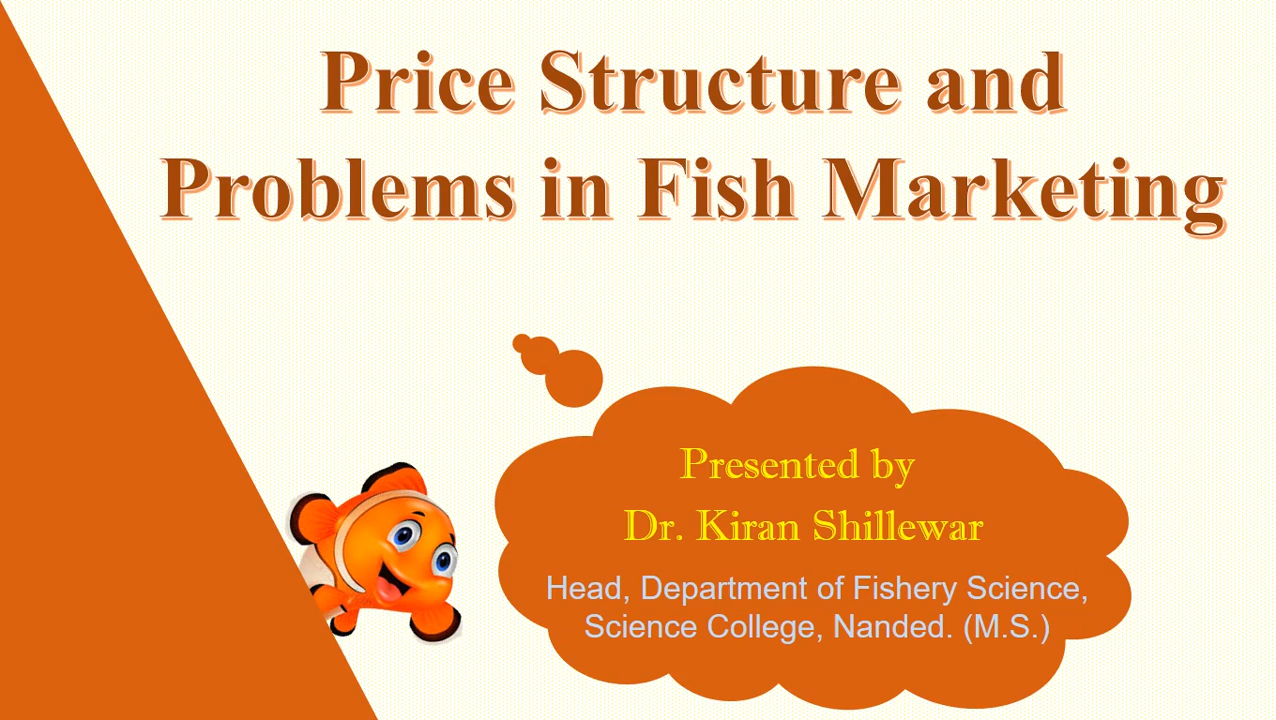 Price Structure and
Problems in Fish Marketing
Presented by
Dr. Kiran Shillewar
Head, Department of Fishery Science,
Science College, Nanded. (M.S.)